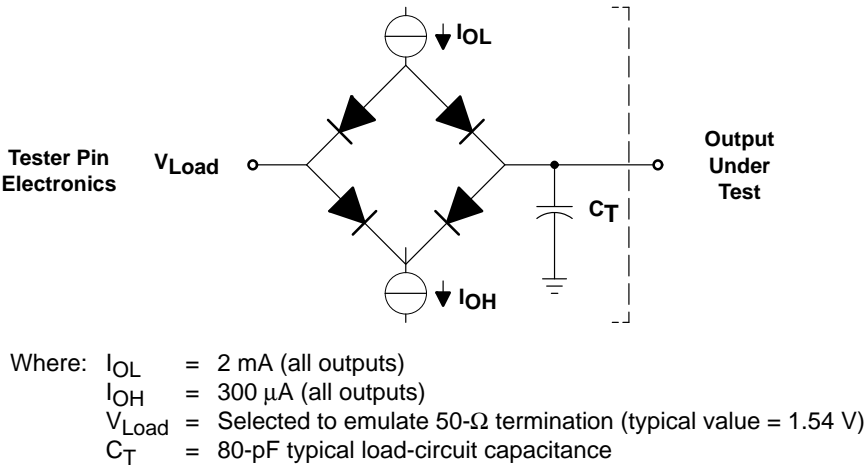 IOL
Tester Pin
Electronics
VLoad
Output
Under
Test
CT
IOH
Where: IOL = 2 mA (all outputs)
IOH = 300 μA (all outputs)
VLoad = Selected to emulate 50-Ω termination (typical value = 1.54 V)
CT = 80-pF typical load-circuit capacitance